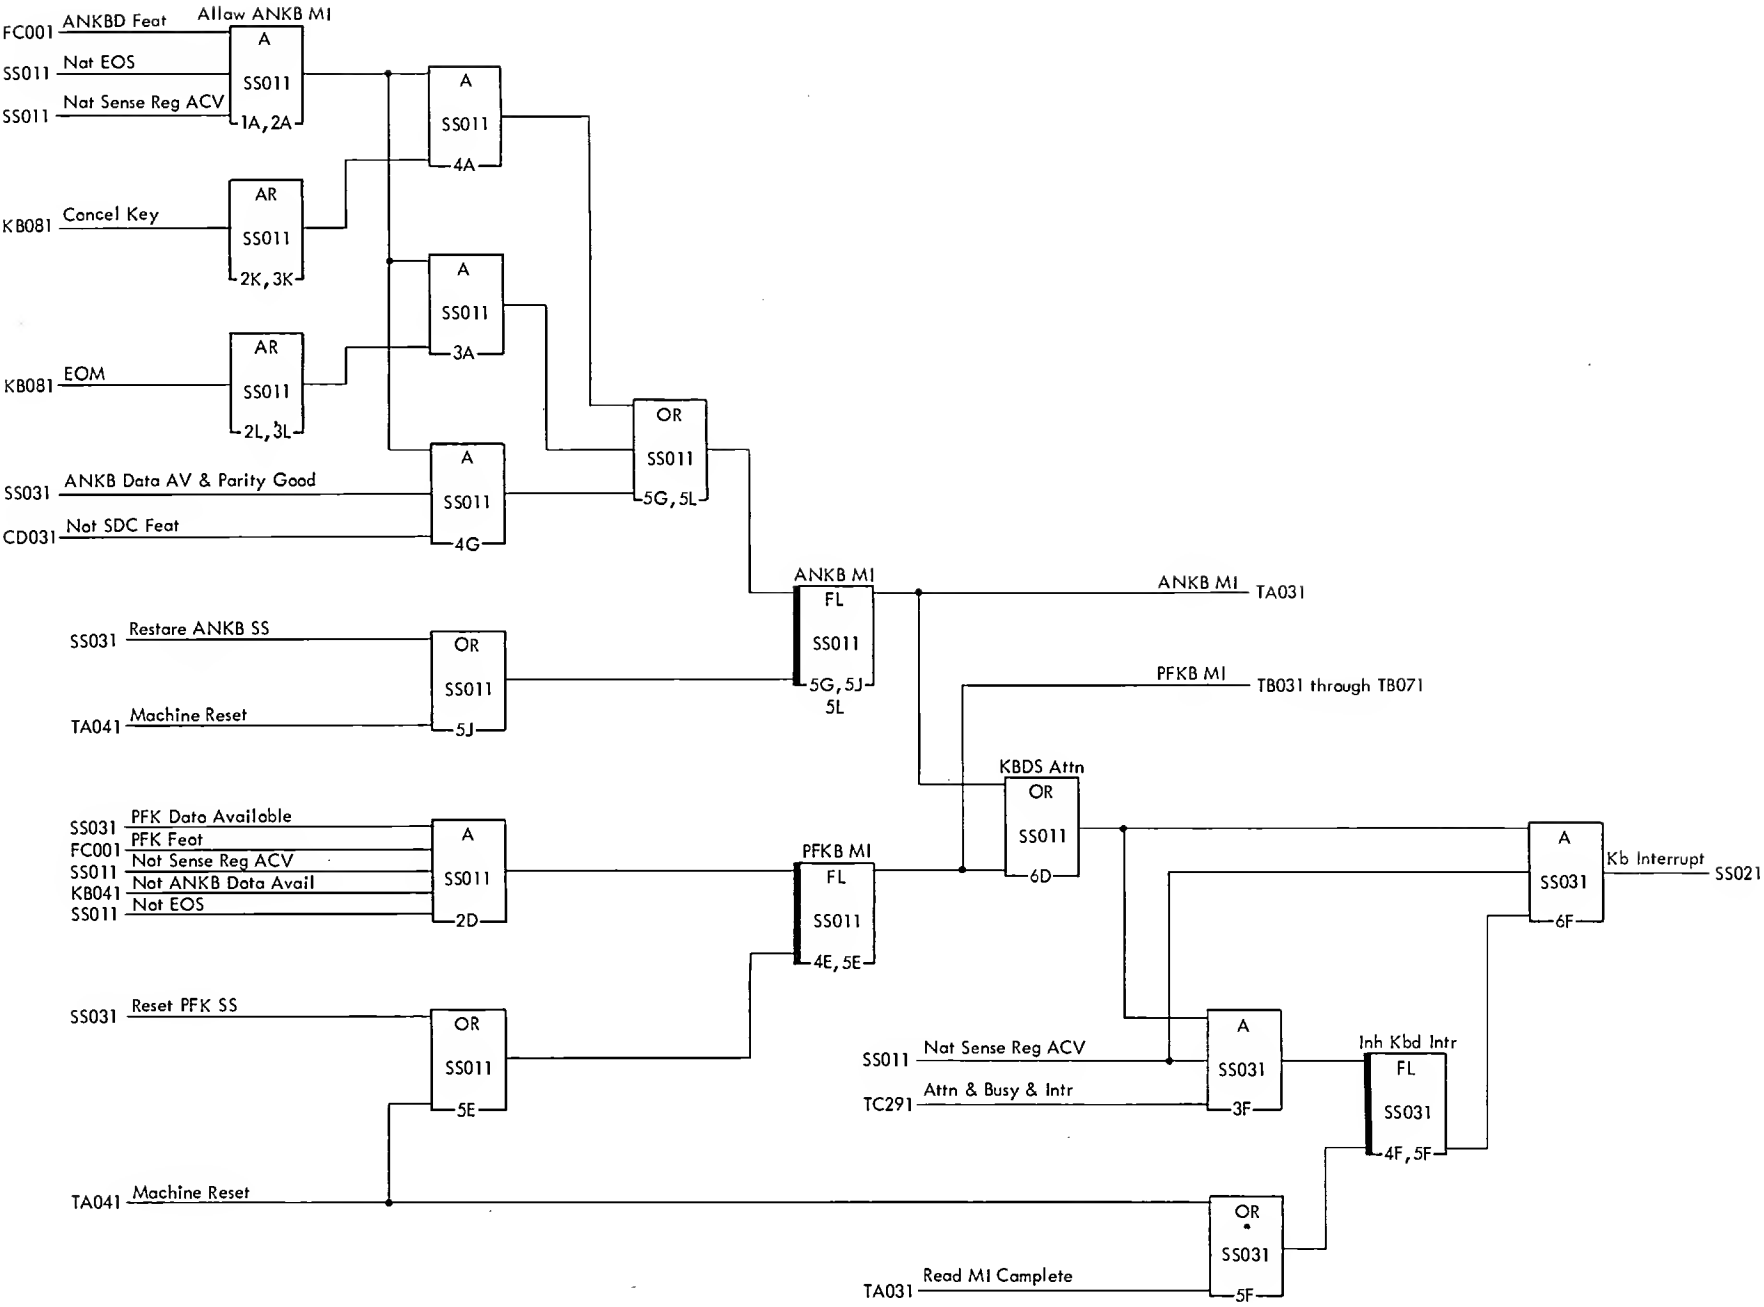 Allaw ANKB MI
FC001 ANKBD Feat
A
SS011 Nat EOS
SS011
SS011 Nat Sense Reg ACV
1A, 2A
A
SS011
4A
AR
KB081 Cancel Key
SS011
2K, 3K
A
SS011
3A
AR
KB081 EOM
SS011
2L, 3L
OR
SS011
5G, 5L
A
SS031 ANKB Data AV & Parity Good
SS011
CD031 Not SDC Feat
4G
ANKB MI
FL
SS011
5G, 5J
5L
ANKB MI TA031
SS031 Restare ANKB SS
OR
SS011
TA041 Machine Reset
5J
PFKB MI TB031 through TB071
KBDS Attn
OR
SS011
6D
SS031 PFK Data Available
FC001 PFK Feat
SS011 Nat Sense Reg ACV
KB041 Not ANKB Data Avail
SS011 Not EOS
A
SS011
2D
PFKB MI
FL
SS011
4E, 5E
A
SS031
6F
Kb Interrupt SS021
SS031 Reset PFK SS
OR
SS011
5E
SS011 Nat Sense Reg ACV
TC291 Attn & Busy & Intr
A
SS031
3F
Inh Kbd Intr
FL
SS031
4F, 5F
TA041 Machine Reset
OR
*
SS031
TA031 Read MI Camplete
5F